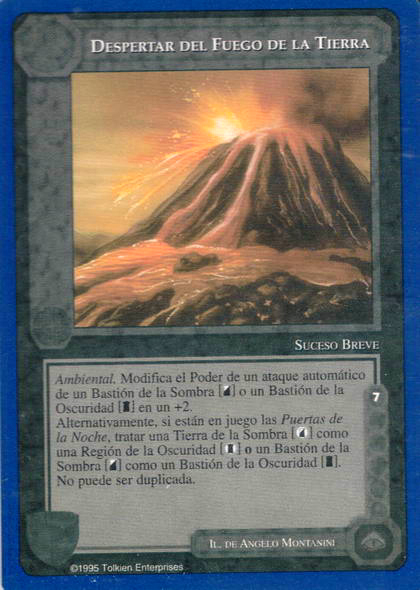 Despertar del Fuego de la Tierra
Suceso Breve
Ambiental. Modifica el Poder de un ataque automático
de un Bastión de la Sombra [ ] o un Bastión de la
Oscuridad [ ] en un +2.
Alternativamente, si están en juego las Puertas de
la Noche, tratar una Tierra de la Sombra [ ] como
una Región de la Oscuridad [ ] o un Bastión de la
Sombra [ ] como un Bastión de la Oscuridad [ ].
No puede ser duplicada.
7
Il. de Angelo Montanini
©1995 Tolkien Enterprises